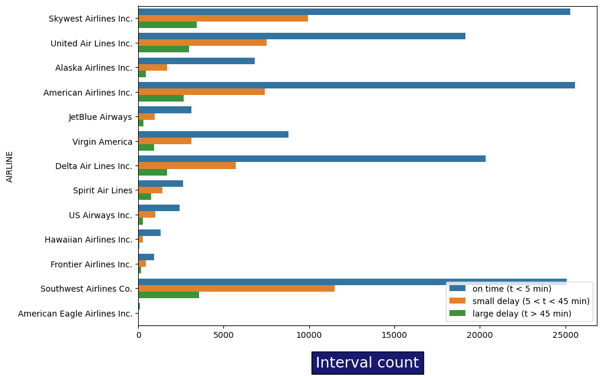 Skywest Airlines Inc.
United Air Lines Inc.
Alaska Airlines Inc.
American Airlines Inc.
JetBlue Airways
Virgin America
Delta Air Lines Inc.
Spirit Air Lines
US Airways Inc.
Hawaiian Airlines Inc.
Frontier Airlines Inc.
Southwest Airlines Co.
American Eagle Airlines Inc.
AIRLINE
on time (t < 5 min)
small delay (5 < t < 45 min)
large delay (t > 45 min)
0 5000 10000 15000 20000 25000
Interval count